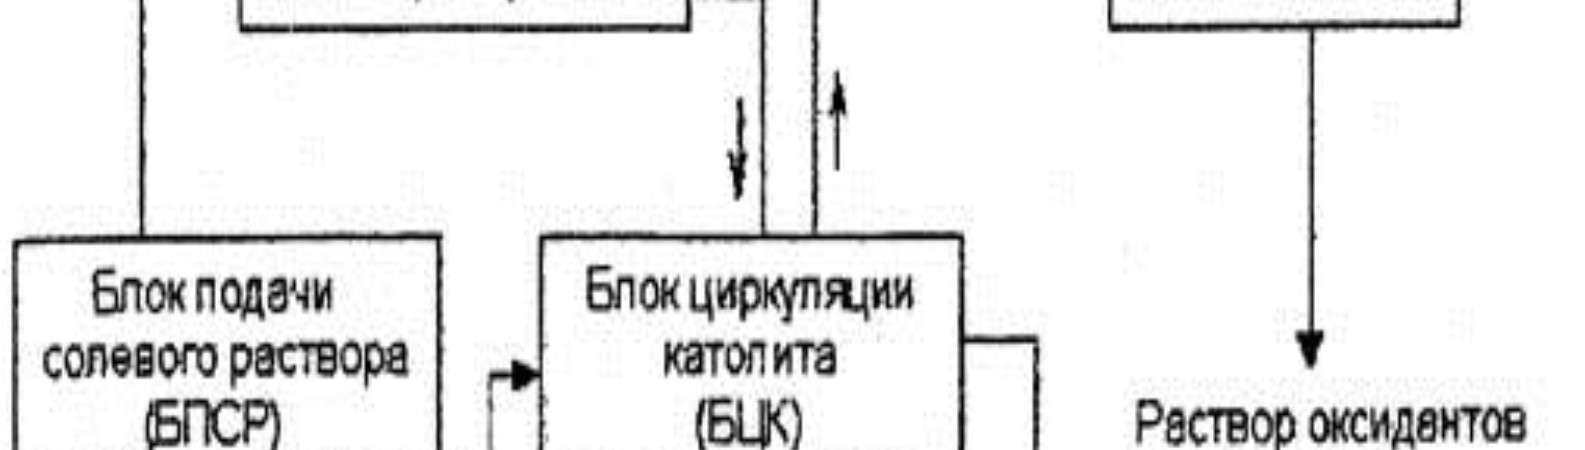 Блок подачи
солевого раствора
(БПСР)
Блок циркуляции
католита
(БЦК)
Раствор оксидантов